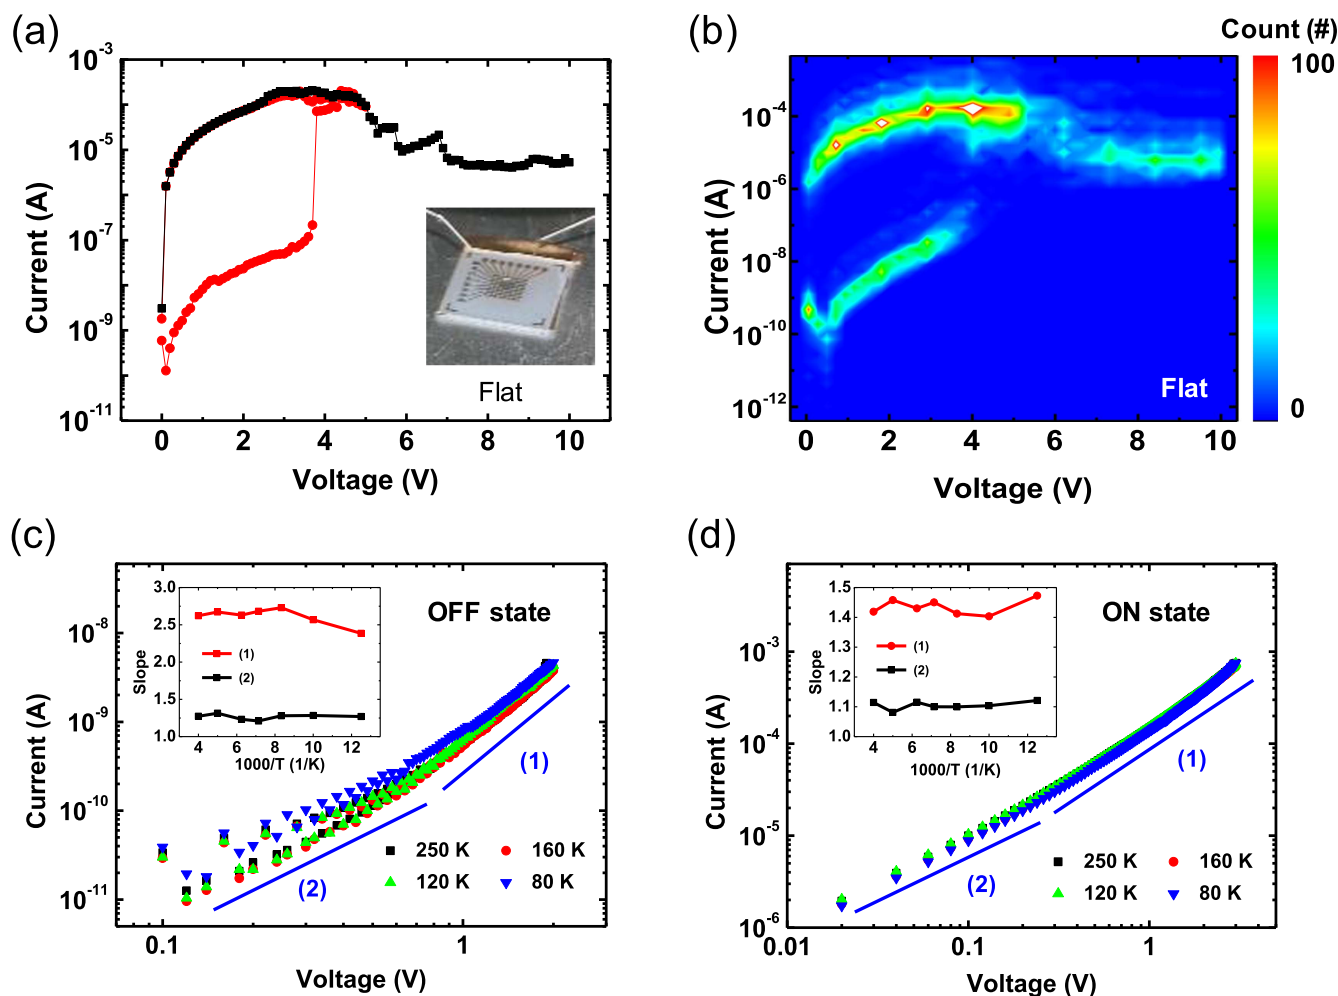 (a)
10-3
10-5
10-7
10-9
10-11
Current (A)
0 2 4 6 8 10
Voltage (V)
Flat
(b)
Count (#)
100
0
10-4
10-6
10-8
10-10
10-12
Current (A)
0 2 4 6 8 10
Voltage (V)
Flat
(c)
10-8
10-9
10-10
10-11
Current (A)
0.1 1
Voltage (V)
OFF state
3.0
2.5
2.0
1.5
1.0
Slope
4 6 8 10 12
1000/T (1/K)
(1)
(2)
(1)
(2)
250 K 160 K
120 K 80 K
(d)
10-3
10-4
10-5
10-6
Current (A)
0.01 0.1 1
Voltage (V)
ON state
1.5
1.4
1.3
1.2
1.1
1.0
Slope
4 6 8 10 12
1000/T (1/K)
(1)
(2)
(1)
(2)
250 K 160 K
120 K 80 K